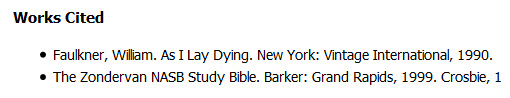 Works Cited
• Faulkner, William. As I Lay Dying. New York: Vintage International, 1990.
• The Zondervan NASB Study Bible. Barker: Grand Rapids, 1999. Crosbie, 1